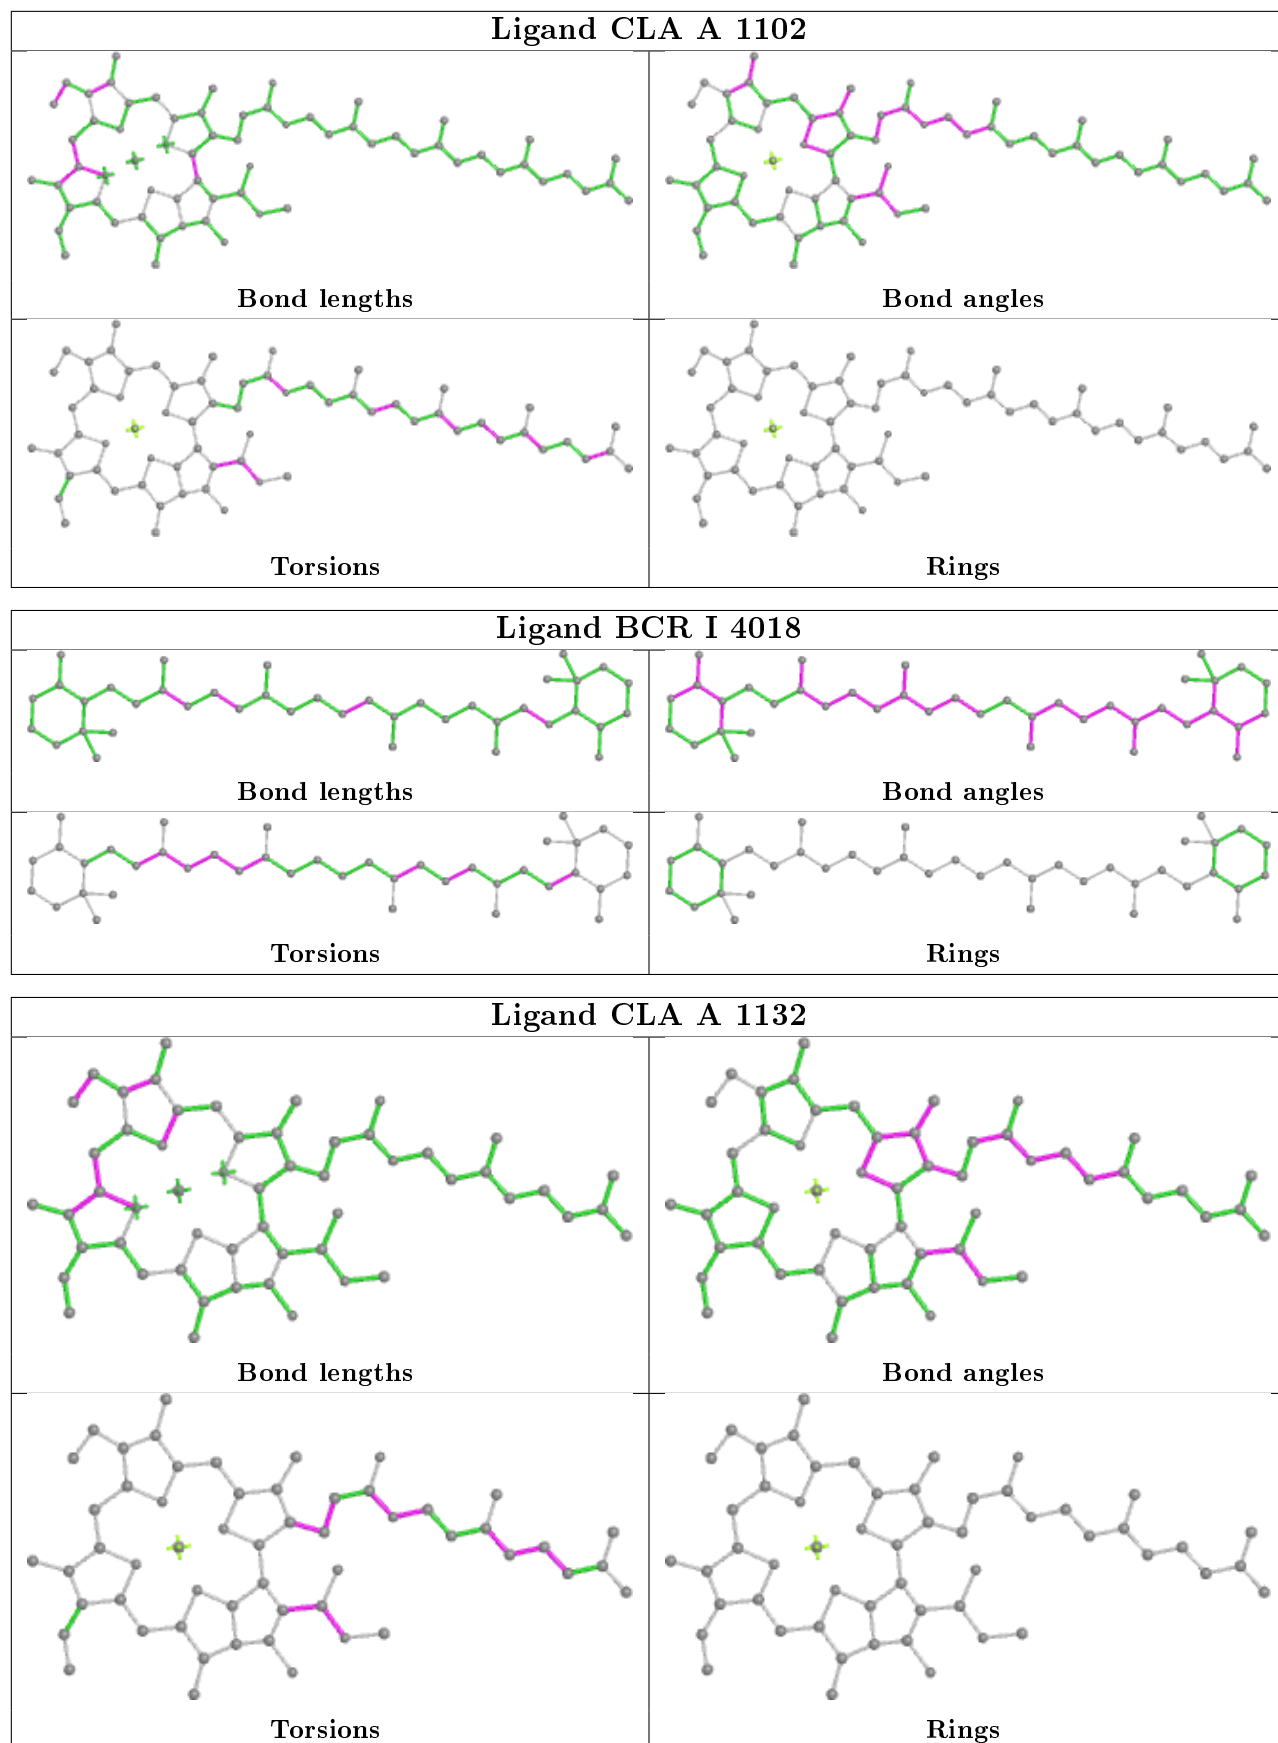 Ligand CLA A 1102
Bond lengths
Bond angles
Torsions
Rings
Ligand BCR I 4018
Bond lengths
Bond angles
Torsions
Rings
Ligand CLA A 1132
Bond lengths
Bond angles
Torsions
Rings